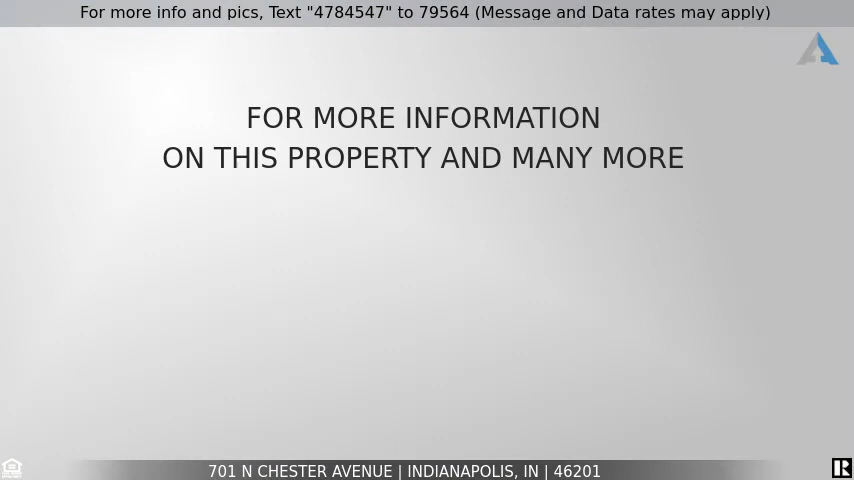 For more info and pics, Text "4784547" to 79564 (Message and Data rates may apply)
FOR MORE INFORMATION
ON THIS PROPERTY AND MANY MORE
701 N CHESTER AVENUE | INDIANAPOLIS, IN | 46201